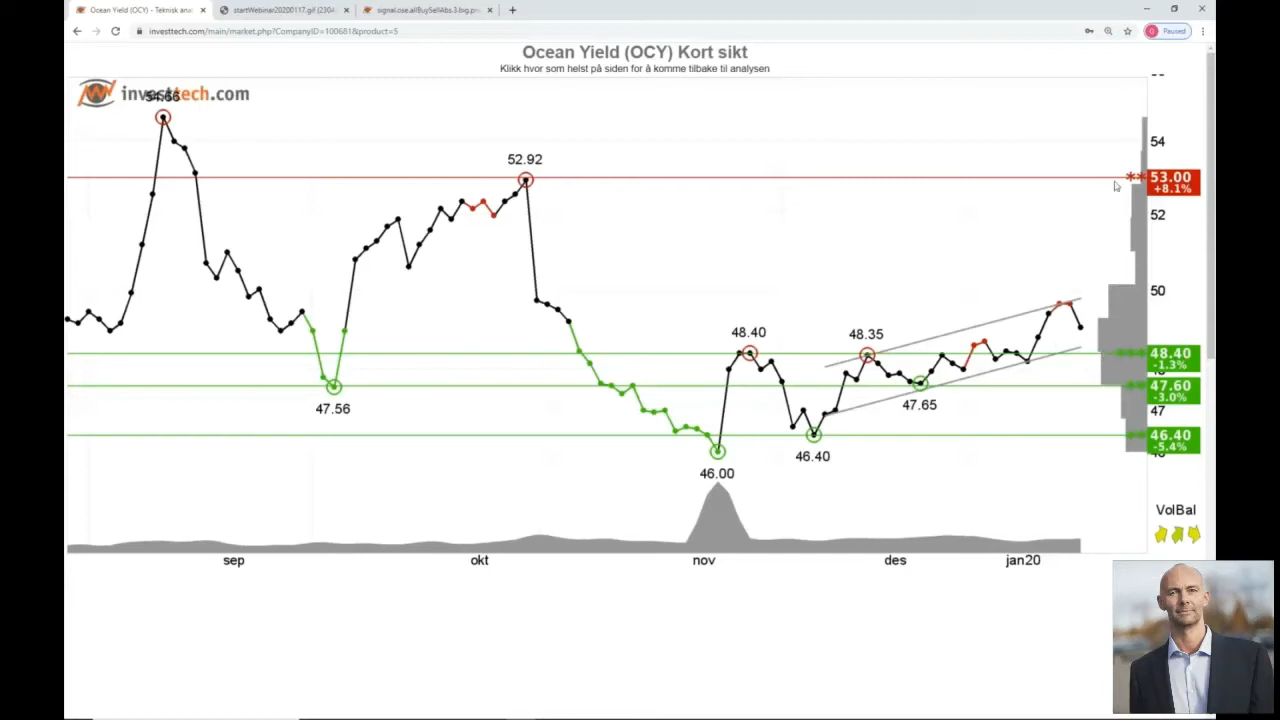 Ocean Yield (OCY) - Teknisk anal
startWebinar20200117.gif (2304
signal.ose.allBuySellAbs.3.big.pn
investtech.com/main/market.php?CompanyID=100681&product=5
G Paused
Ocean Yield (OCY) Kort sikt
Klikk hvor som helst på siden for å komme tilbake til analysen
investtech.com
54.66
54
52.92
** 53.00
+8.1%
52
50
48.40
48.35
*** 48.40
-1.3%
** 47.60
-3.0%
47.56
47.65
47
** 46.40
-5.4%
46.40
46.00
VolBal
sep
okt
nov
des
jan20